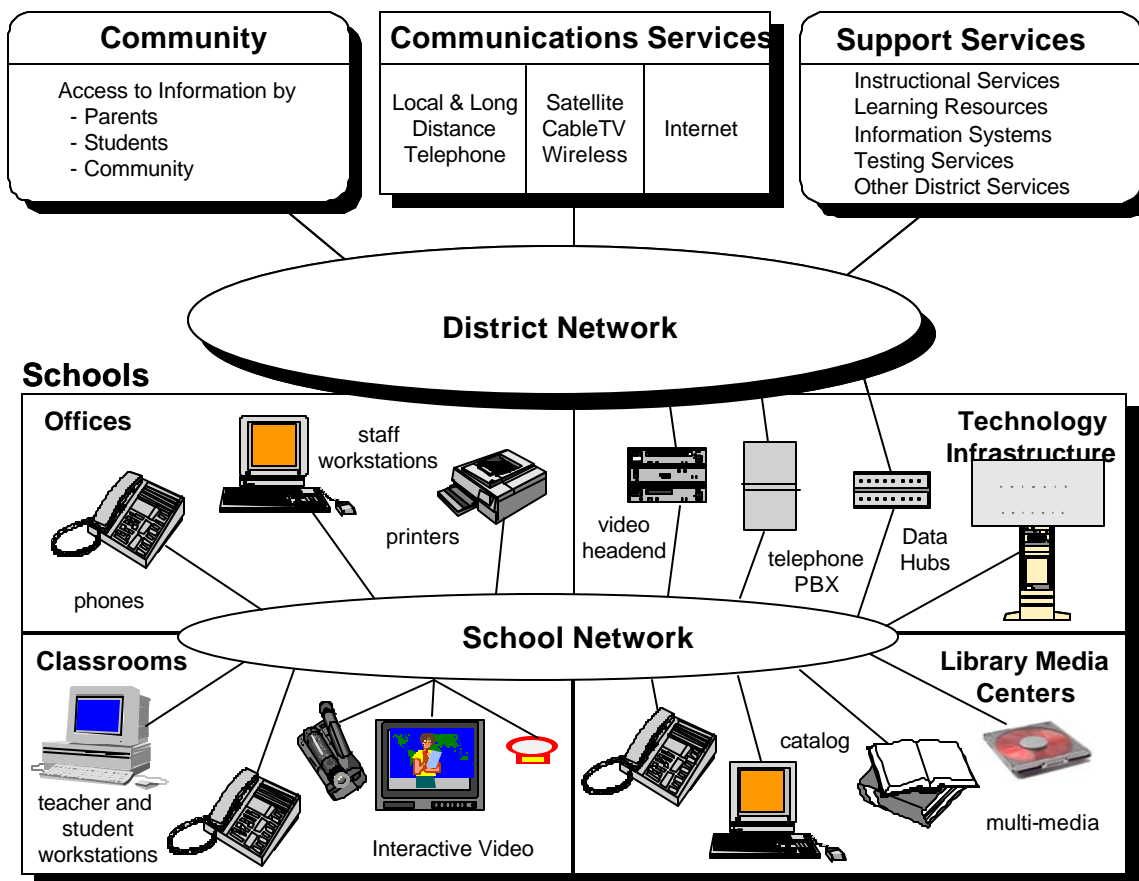 Community
Access to Information by
- Parents
- Students
- Community
Communications Services
Local & Long
Distance
Telephone
Satellite
CableTV
Wireless
Internet
Support Services
Instructional Services
Learning Resources
Information Systems
Testing Services
Other District Services
District Network
Schools
Offices
staff
workstations
printers
phones
Technology
Infrastructure
video
headend
telephone
PBX
Data
Hubs
School Network
Classrooms
teacher and
student
workstations
Interactive Video
Library Media
Centers
catalog
multi-media